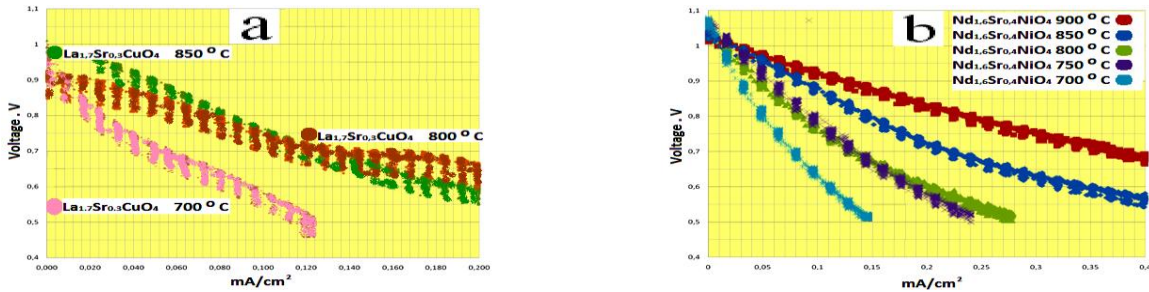 a
1,1
1
0,9
0,8
0,7
0,6
0,5
0,4
Voltage . V
La1,7Sr0,3CuO4 850 ° C
La1,7Sr0,3CuO4 800 ° C
La1,7Sr0,3CuO4 700 ° C
0,000 0,020 0,040 0,060 0,080 0,100 0,120 0,140 0,160 0,180 0,200
mA/cm²
b
1,1
1
0,9
0,8
0,7
0,6
0,5
0,4
Voltage . V
Nd1,6Sr0,4NiO4 900 ° C
Nd1,6Sr0,4NiO4 850 ° C
Nd1,6Sr0,4NiO4 800 ° C
Nd1,6Sr0,4NiO4 750 ° C
Nd1,6Sr0,4NiO4 700 ° C
0 0,05 0,1 0,15 0,2 0,25 0,3 0,35 0,4
mA/cm²